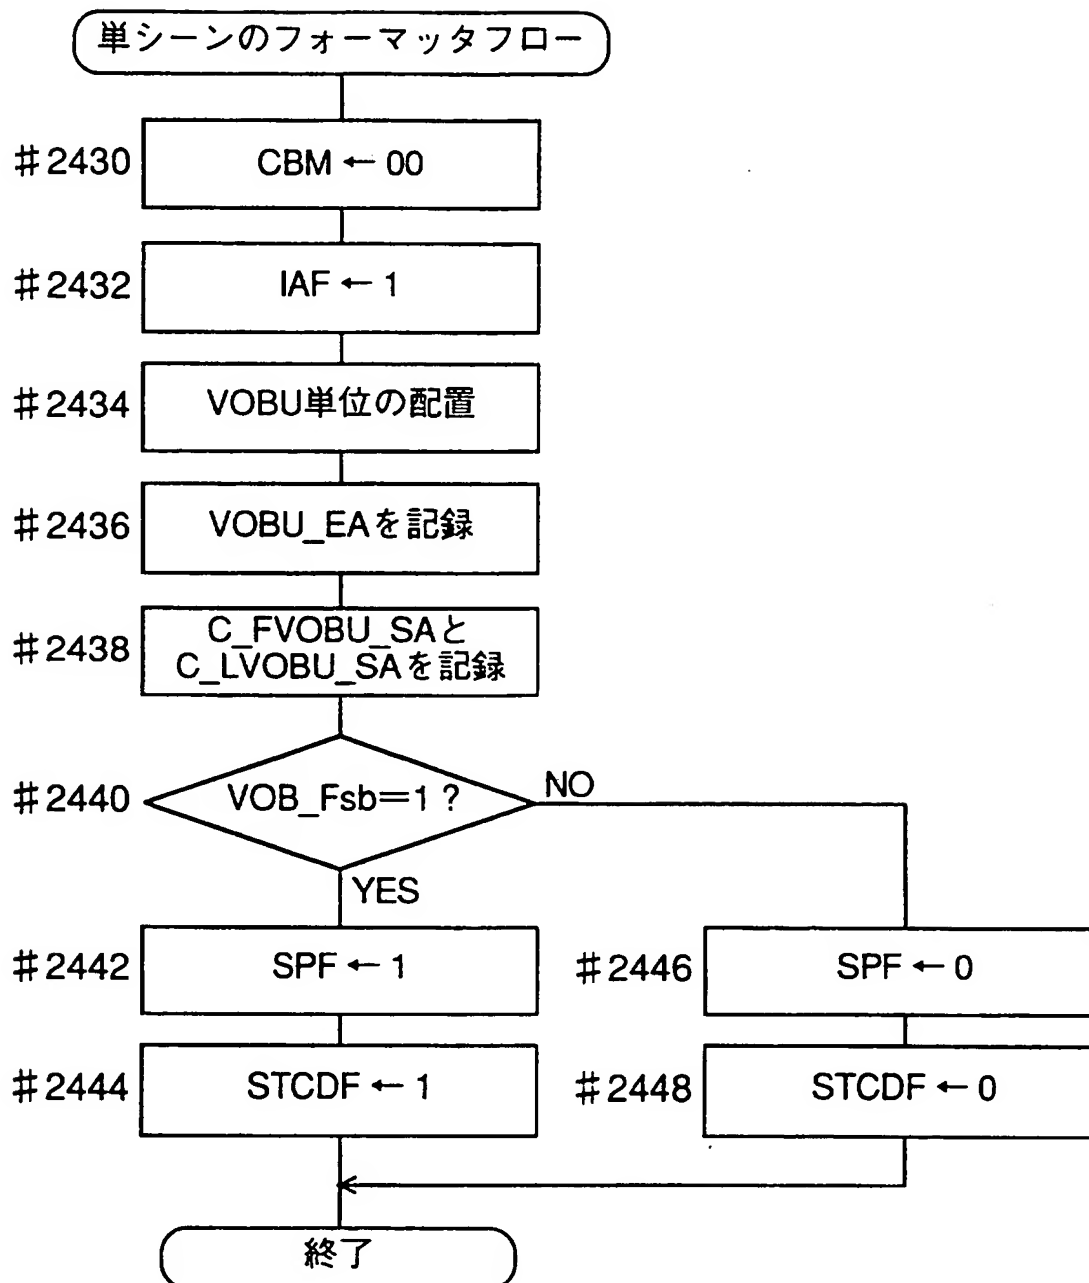 単シーンのフォーマッタフロー
#2430
CBM ← 00
#2432
IAF ← 1
#2434
VOBU単位の配置
#2436
VOBU_EAを記録
#2438
C_FVOBU_SAと
C_LVOBU_SAを記録
#2440
VOB_Fsb=1?
NO
YES
#2442
SPF ← 1
#2446
SPF ← 0
#2444
STCDF ← 1
#2448
STCDF ← 0
終了